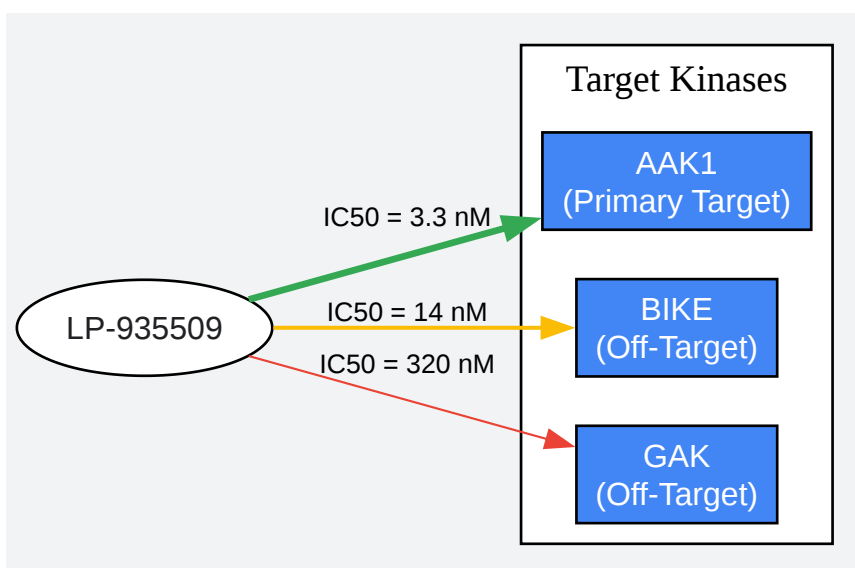 Target Kinases
AAK1
(Primary Target)
IC50 = 3.3 nM
LP-935509
IC50 = 14 nM
BIKE
(Off-Target)
IC50 = 320 nM
GAK
(Off-Target)